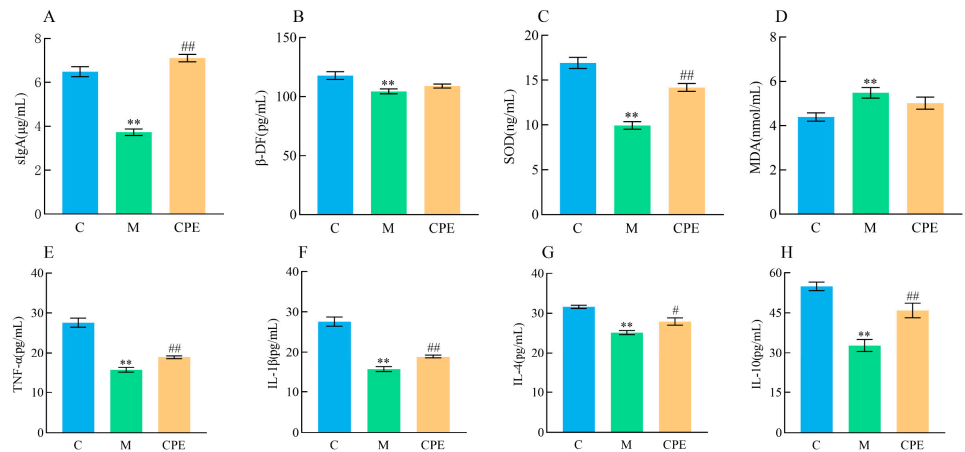 A
sIgA(μg/mL)
8
6
4
2
0
**
##
C M CPE
B
β-DF(pg/mL)
150
100
50
0
**
C M CPE
C
SOD(ng/mL)
20
15
10
5
0
**
##
C M CPE
D
MDA(nmol/mL)
8
6
4
2
0
**
C M CPE
E
TNF-α(pg/mL)
40
30
20
10
0
**
##
C M CPE
F
IL-1β(pg/mL)
40
30
20
10
0
**
##
C M CPE
G
IL-4(pg/mL)
40
30
20
10
0
**
#
C M CPE
H
IL-10(pg/mL)
60
45
30
15
0
**
##
C M CPE